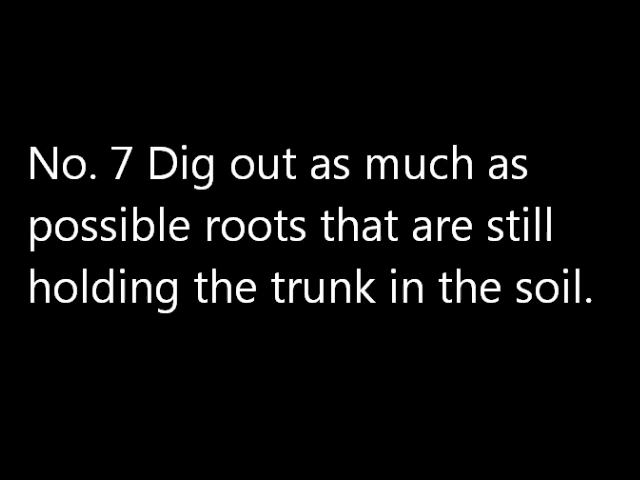 No. 7 Dig out as much as
possible roots that are still
holding the trunk in the soil.